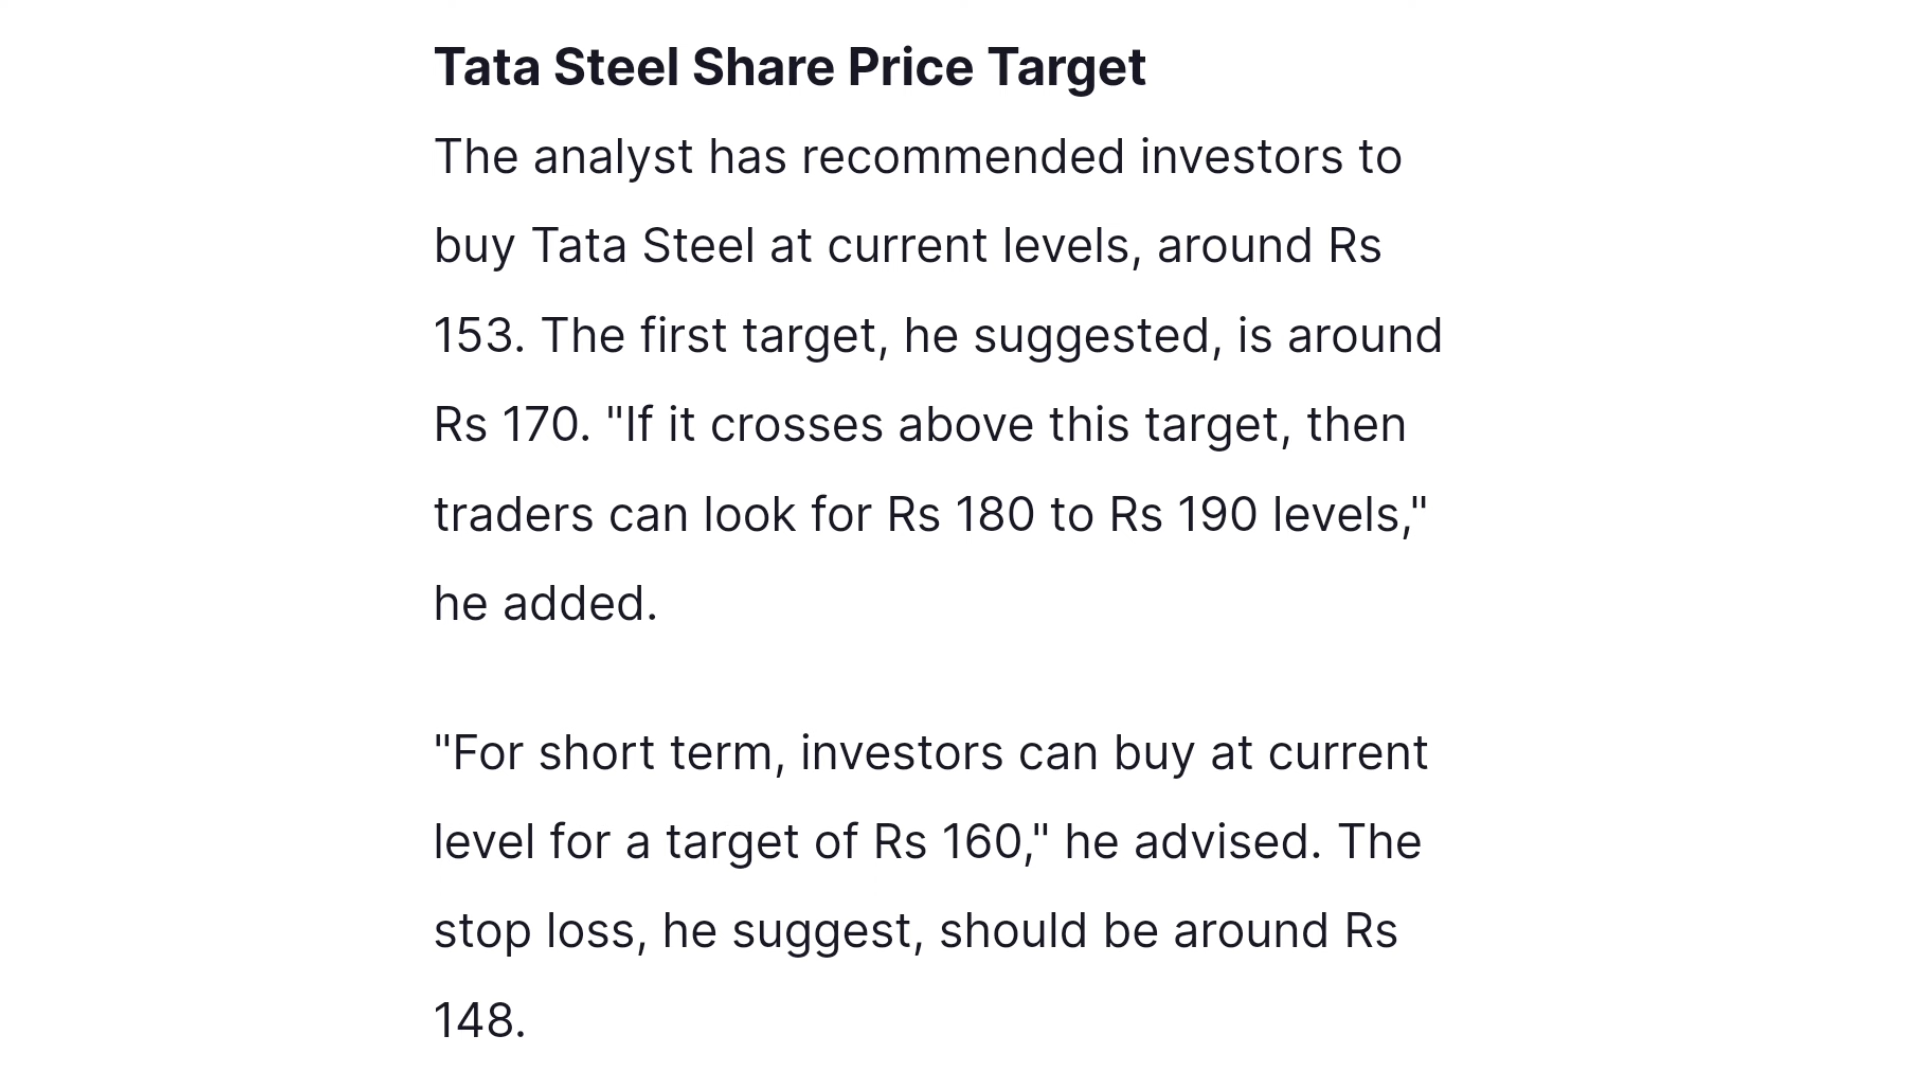 Tata Steel Share Price Target
The analyst has recommended investors to
buy Tata Steel at current levels, around Rs
153. The first target, he suggested, is around
Rs 170. "If it crosses above this target, then
traders can look for Rs 180 to Rs 190 levels,"
he added.
"For short term, investors can buy at current
level for a target of Rs 160," he advised. The
stop loss, he suggest, should be around Rs
148.